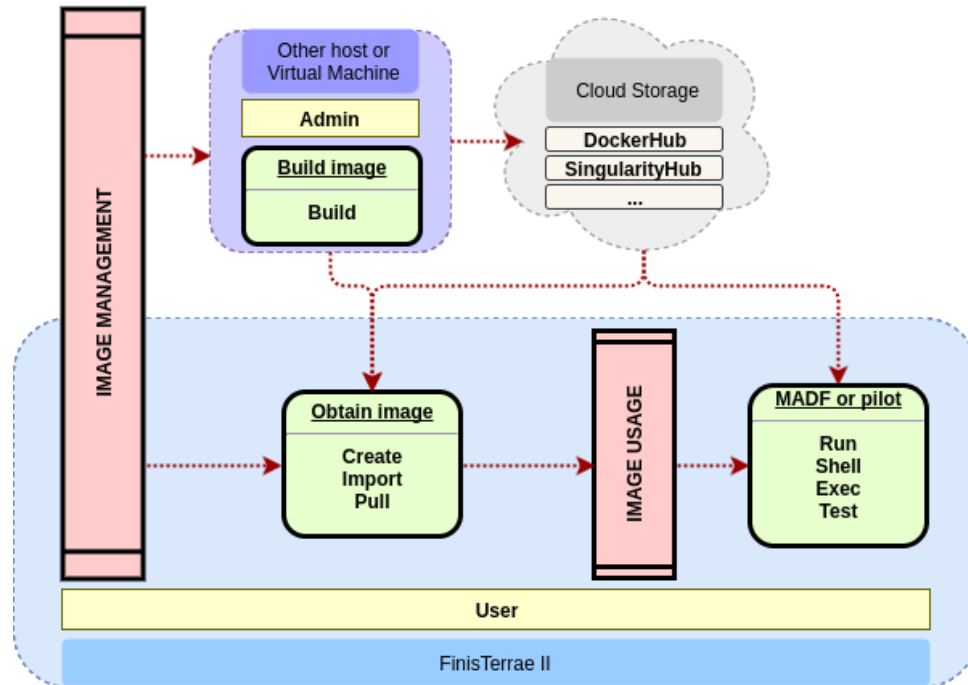 IMAGE MANAGEMENT
Other host or
Virtual Machine
Admin
Build image
Build
Cloud Storage
DockerHub
SingularityHub
...
Obtain image
Create
Import
Pull
IMAGE USAGE
MADF or pilot
Run
Shell
Exec
Test
User
FinisTerrae II